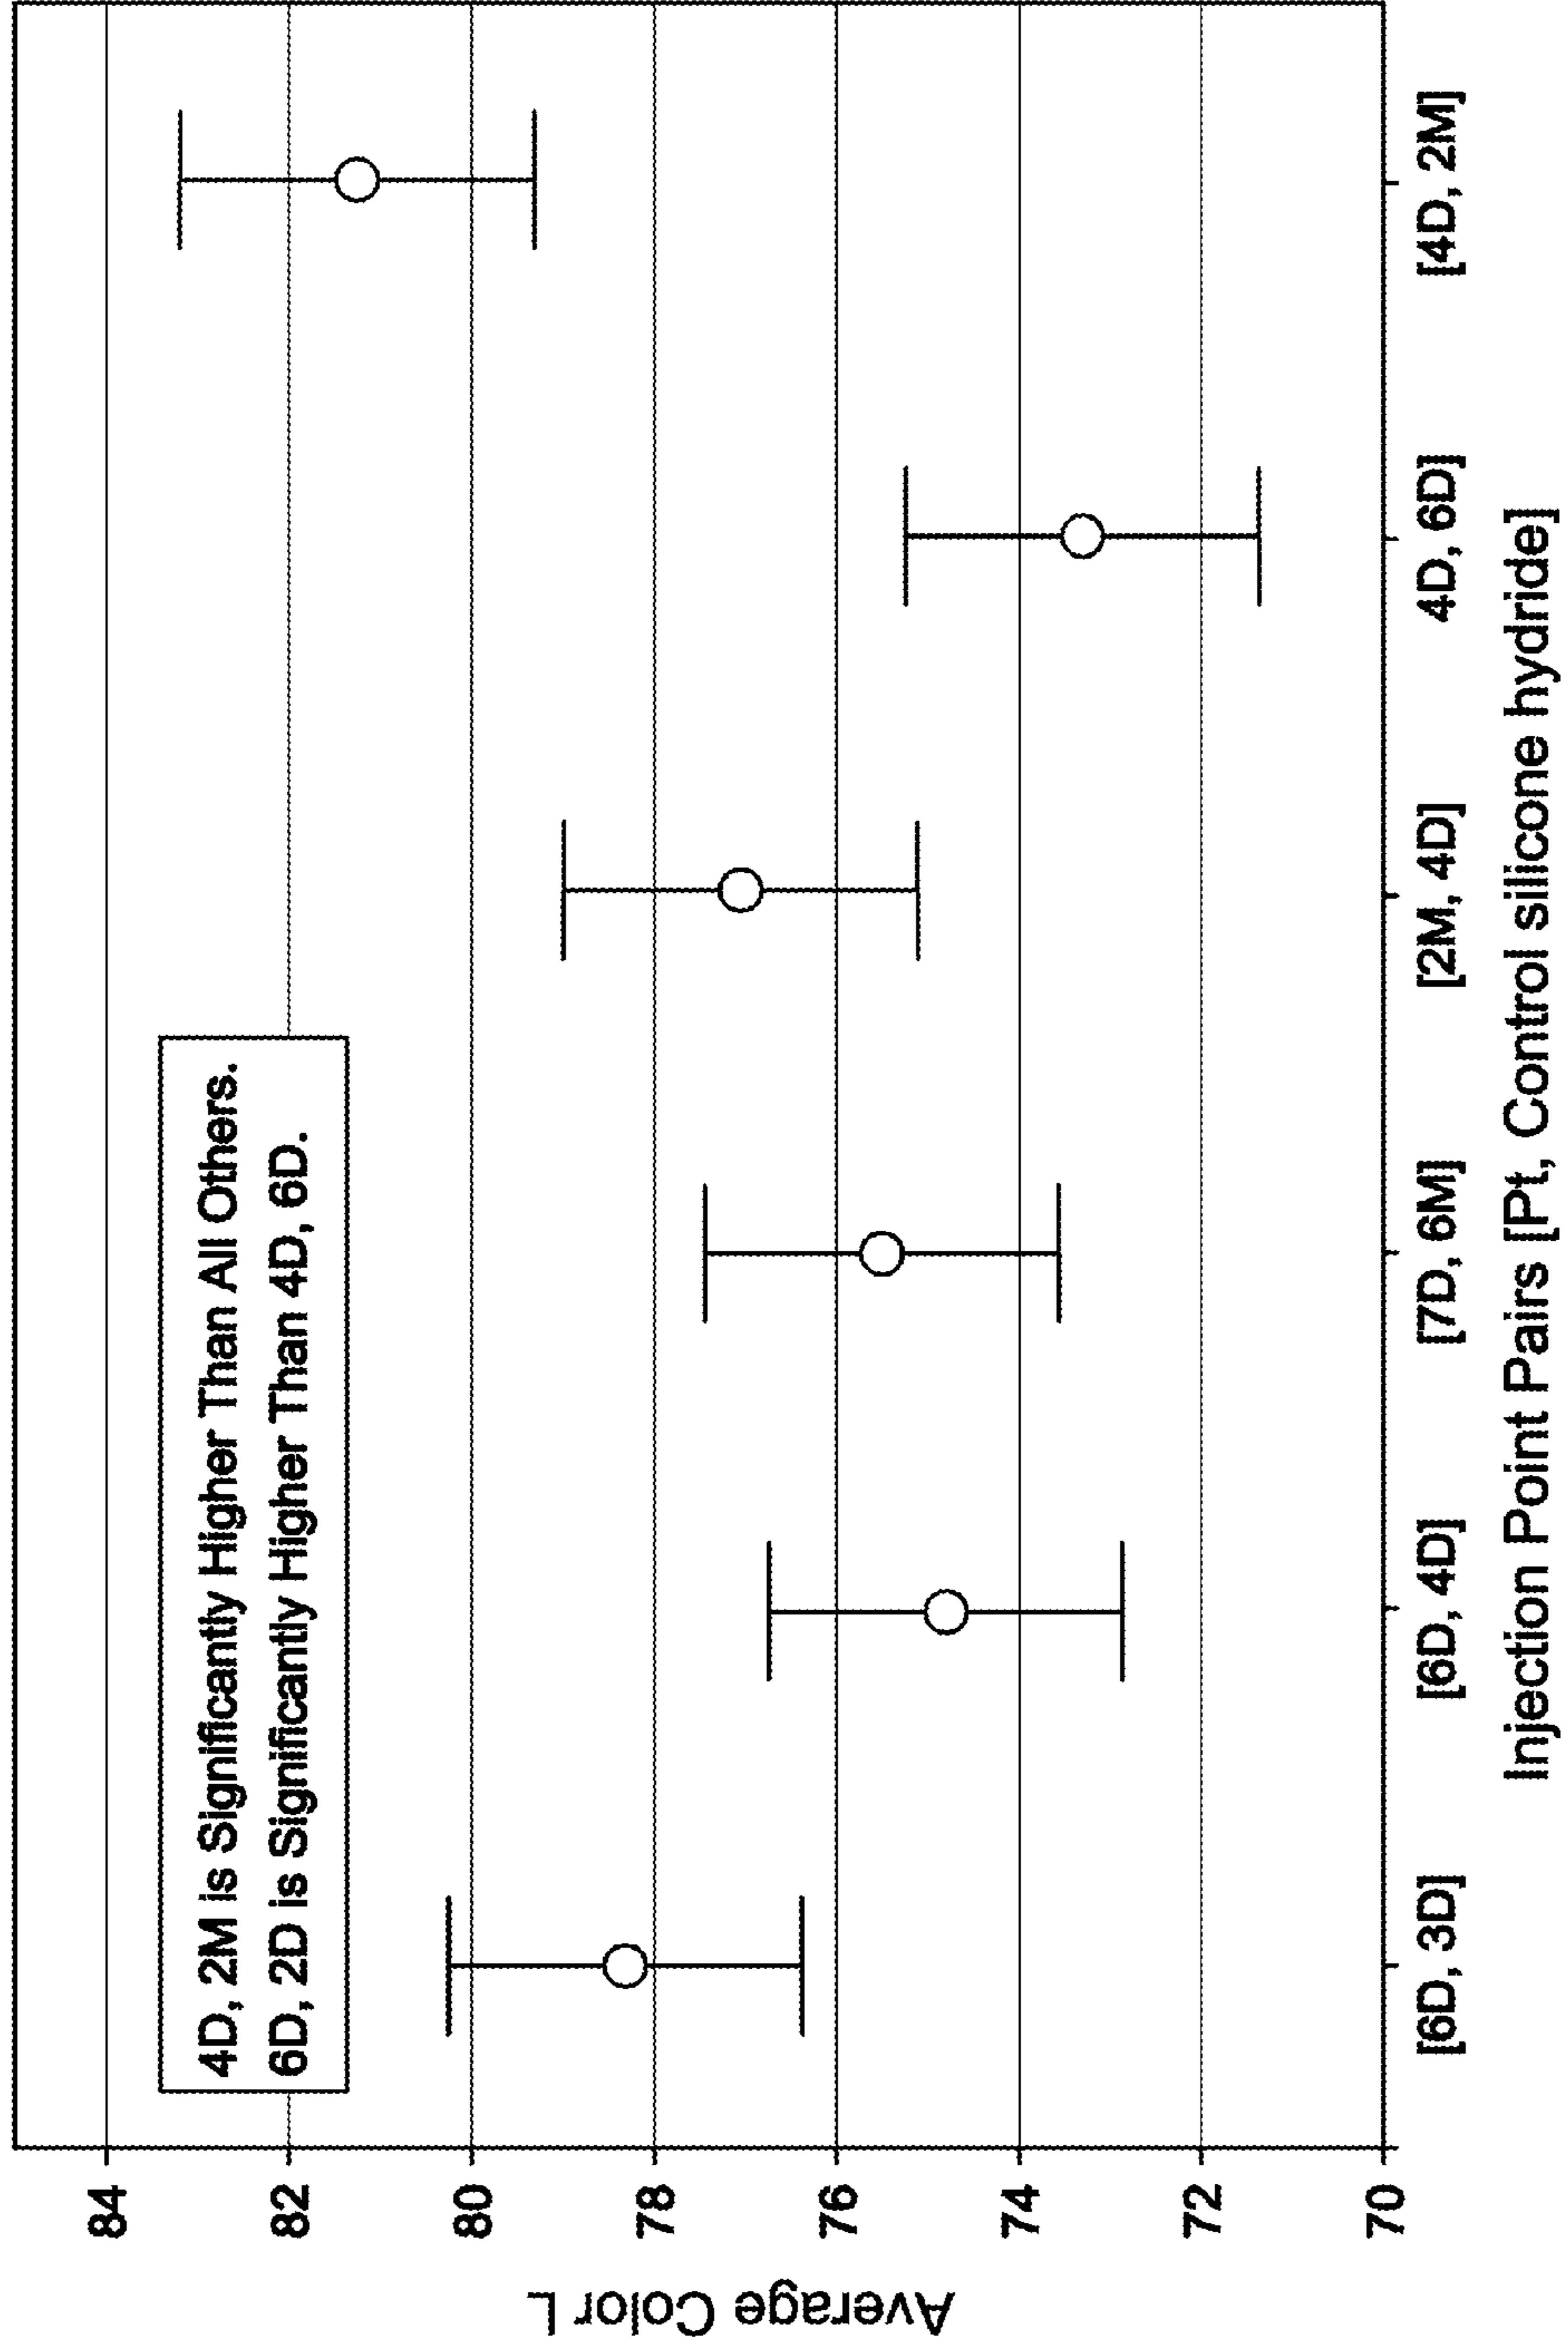 4D, 2M is Significantly Higher Than All Others.
6D, 2D is Significantly Higher Than 4D, 6D.
84
82
80
78
76
74
72
70
Average Color L
[6D, 3D]
[6D, 4D]
[7D, 6M]
[2M, 4D]
4D, 6D]
[4D, 2M]
Injection Point Pairs [Pt, Control silicone hydride]